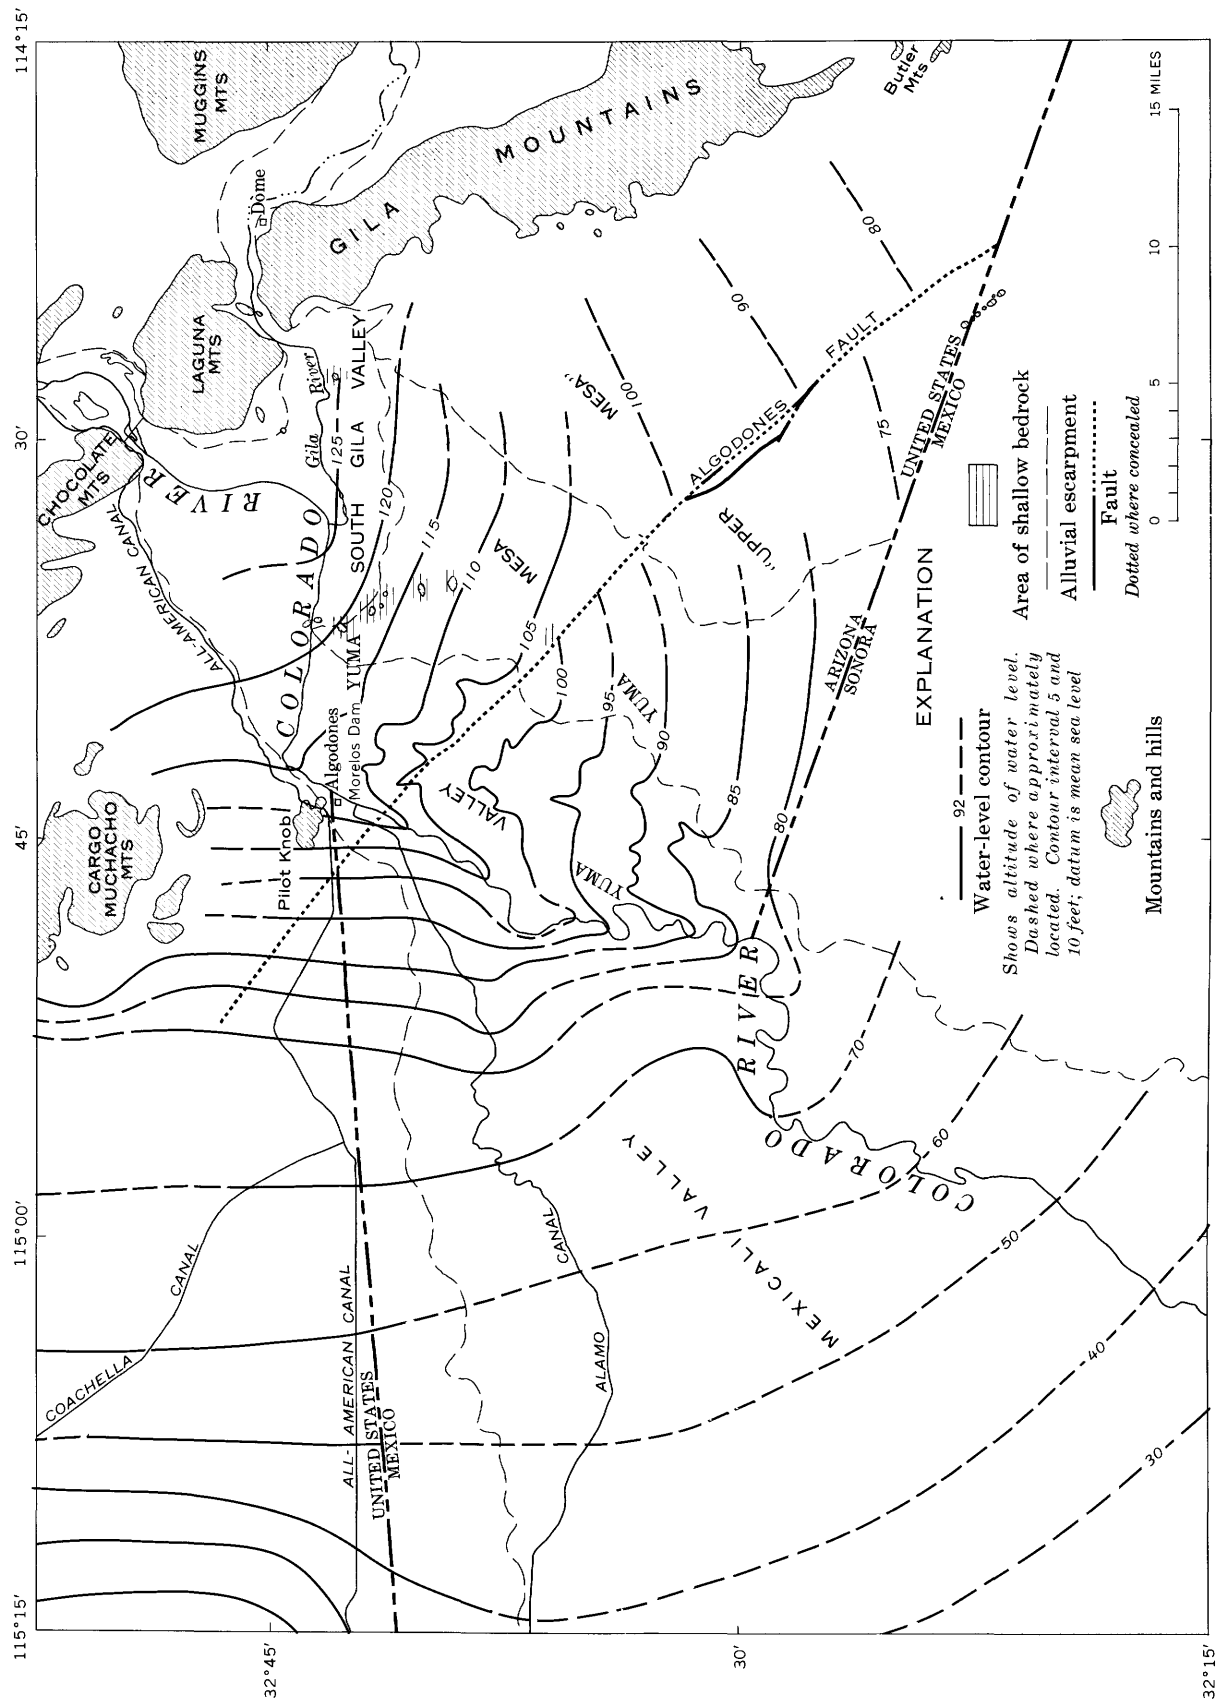 115°15'
115°00'
45'
30'
114°15'
32°45'
30'
32°15'
CARGO
MUCHACHO
MTS
CHOCOLATE
MTS
LAGUNA
MTS
MUGGINS
MTS
Dome
GILA MOUNTAINS
Butler
Mts
COACHELLA CANAL
ALL-AMERICAN CANAL
ALL-AMERICAN CANAL
COLORADO RIVER
Gila River
Pilot Knob
Algodones
Morelos Dam
YUMA
SOUTH GILA VALLEY
YUMA VALLEY
YUMA MESA
"UPPER MESA"
ALGODONES FAULT
UNITED STATES
MEXICO
UNITED STATES
MEXICO
ARIZONA
SONORA
ALAMO CANAL
MEXICALI VALLEY
COLORADO RIVER
125
120
115
110
105
100
95
90
85
80
100
90
80
75
70
60
50
40
30
EXPLANATION
92
Water-level contour
Shows altitude of water level.
Dashed where approximately
located. Contour interval 5 and
10 feet; datum is mean sea level
Mountains and hills
Area of shallow bedrock
Alluvial escarpment
Fault
Dotted where concealed
0 5 10 15 MILES